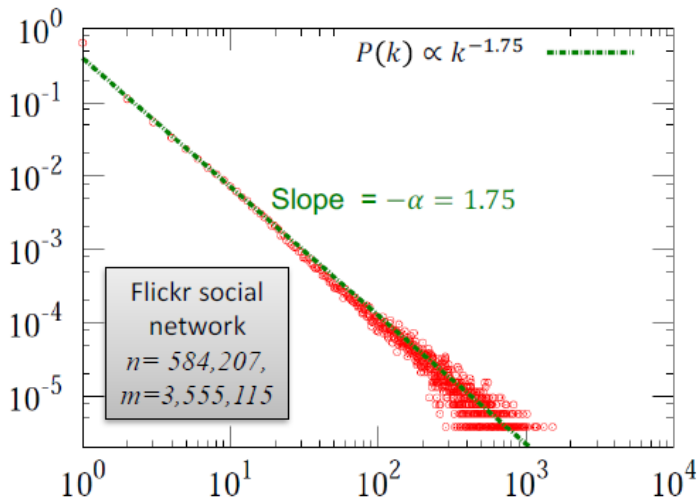 10^0
P(k) ∝ k^{-1.75}
10^-1
10^-2
Slope = −α = 1.75
10^-3
Flickr social
network
n= 584,207,
m=3,555,115
10^-4
10^-5
10^0 10^1 10^2 10^3 10^4